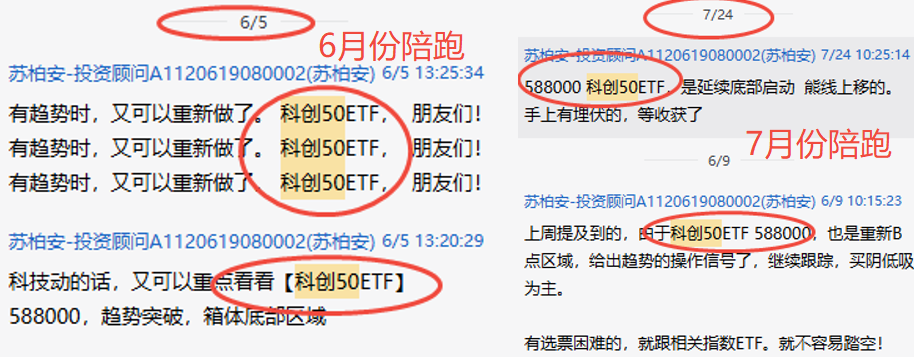 6/5
6月份陪跑
苏柏安-投资顾问A1120619080002(苏柏安) 6/5 13:25:34
有趋势时，又可以重新做了。 科创50ETF， 朋友们！
有趋势时，又可以重新做了。 科创50ETF， 朋友们！
有趋势时，又可以重新做了。 科创50ETF， 朋友们！
苏柏安-投资顾问A1120619080002(苏柏安) 6/5 13:20:29
科技动的话，又可以重点看看【科创50ETF】
588000，趋势突破，箱体底部区域
7/24
苏柏安-投资顾问A1120619080002(苏柏安) 7/24 10:25:14
588000 科创50ETF，是延续底部启动 能线上移的。
手上有埋伏的，等收获了
7月份陪跑
6/9
苏柏安-投资顾问A1120619080002(苏柏安) 6/9 10:15:23
上周提及到的，由于科创50ETF 588000，也是重新B
点区域，给出趋势的操作信号了，继续跟踪，买阴低吸
为主。
有选票困难的，就跟相关指数ETF。就不容易踏空！